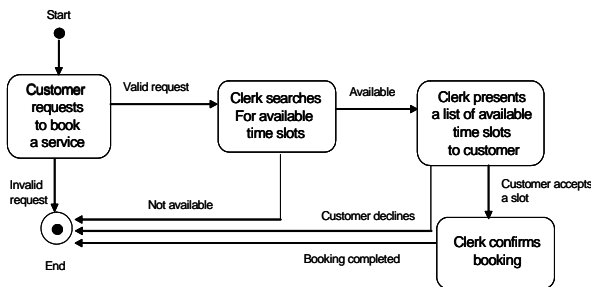 Start
Customer
requests
to book
a service
Valid request
Clerk searches
For available
time slots
Available
Clerk presents
a list of available
time slots
to customer
Invalid
request
Not available
Customer declines
Customer accepts
a slot
Clerk confirms
booking
Booking completed
End